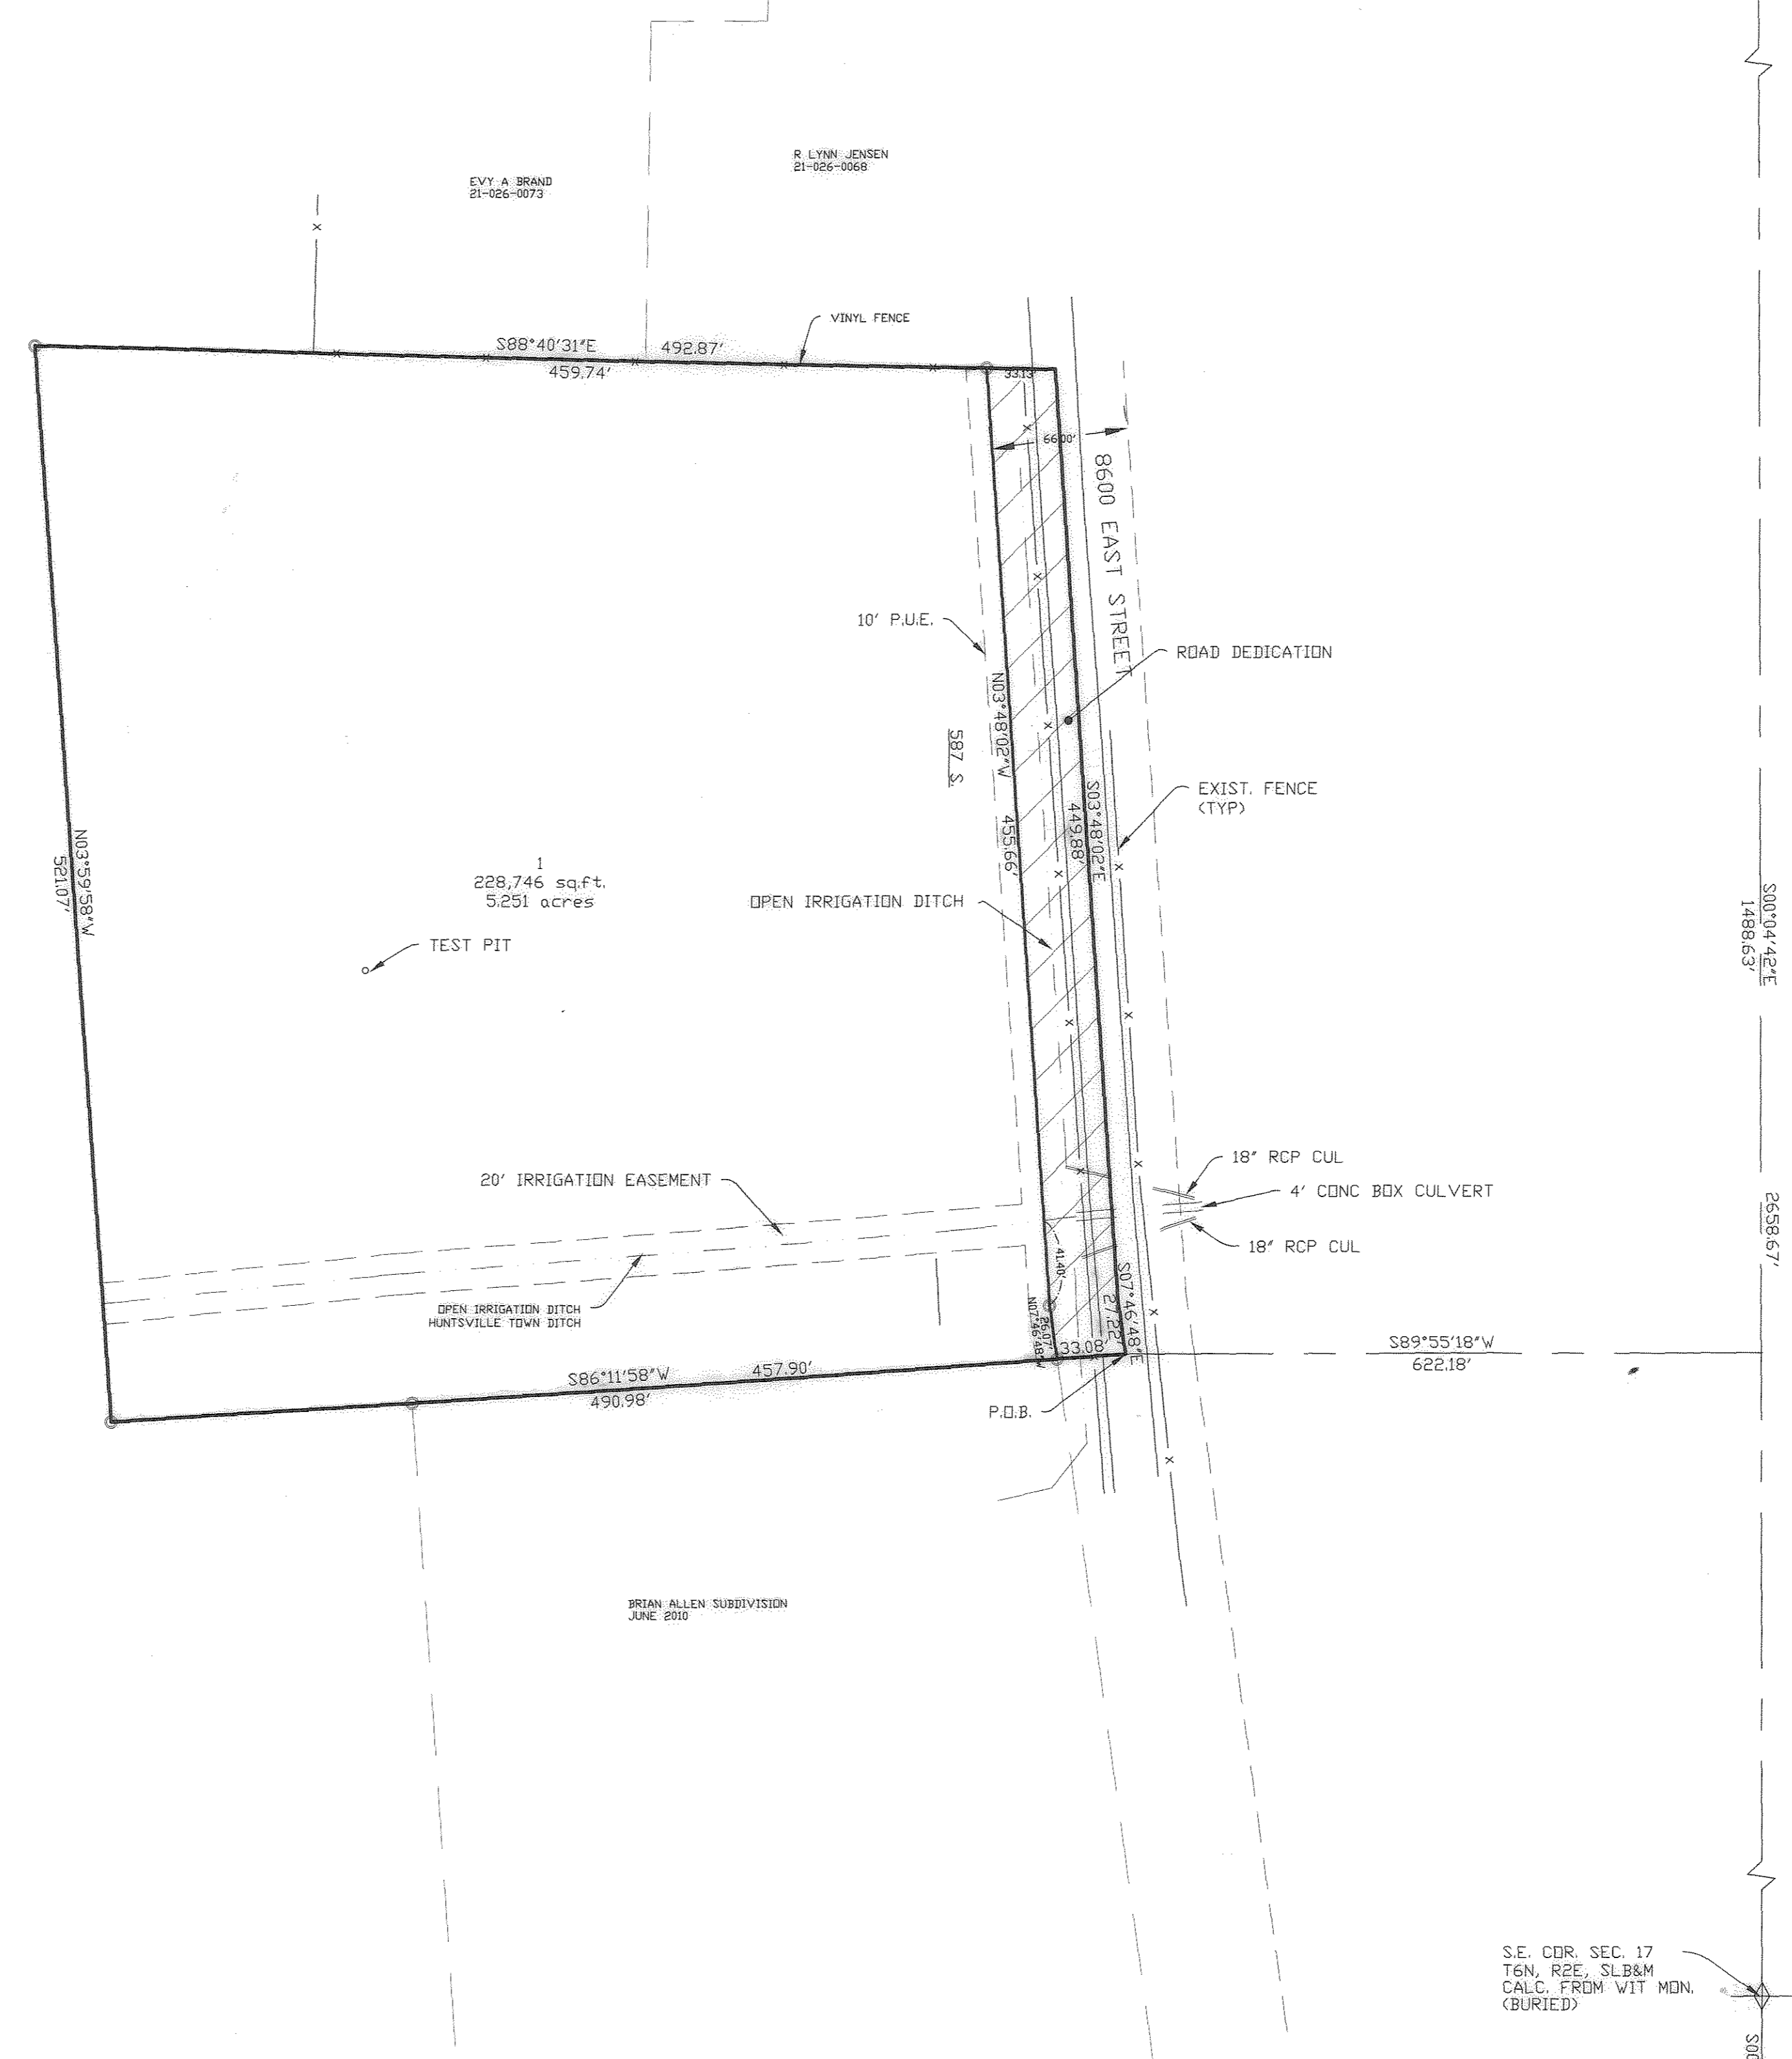 R LYNN JENSEN
21-026-0068
EVY A BRAND
21-026-0073
VINYL FENCE
S88°40'31"E 492.87'
459.74'
33.13'
66.00'
8600 EAST STREET
10' P.U.E.
ROAD DEDICATION
N03°48'02"W 455.66'
587 S.
S03°48'02"E
449.88'
EXIST. FENCE
(TYP)
N03°59'58"W
521.07'
1
228,746 sq.ft.
5.251 acres
OPEN IRRIGATION DITCH
TEST PIT
S00°04'42"E
1488.63'
2658.67'
20' IRRIGATION EASEMENT
18" RCP CUL
4' CONC BOX CULVERT
18" RCP CUL
41.40'
OPEN IRRIGATION DITCH
HUNTSVILLE TOWN DITCH
N07°46'48"W
26.07'
S07°46'48"E
27.22'
33.08'
S89°55'18"W
622.18'
S86°11'58"W 457.90'
490.98'
P.O.B.
BRIAN ALLEN SUBDIVISION
JUNE 2010
S.E. COR. SEC. 17
T6N, R2E, SLB&M
CALC. FROM WIT MON.
(BURIED)